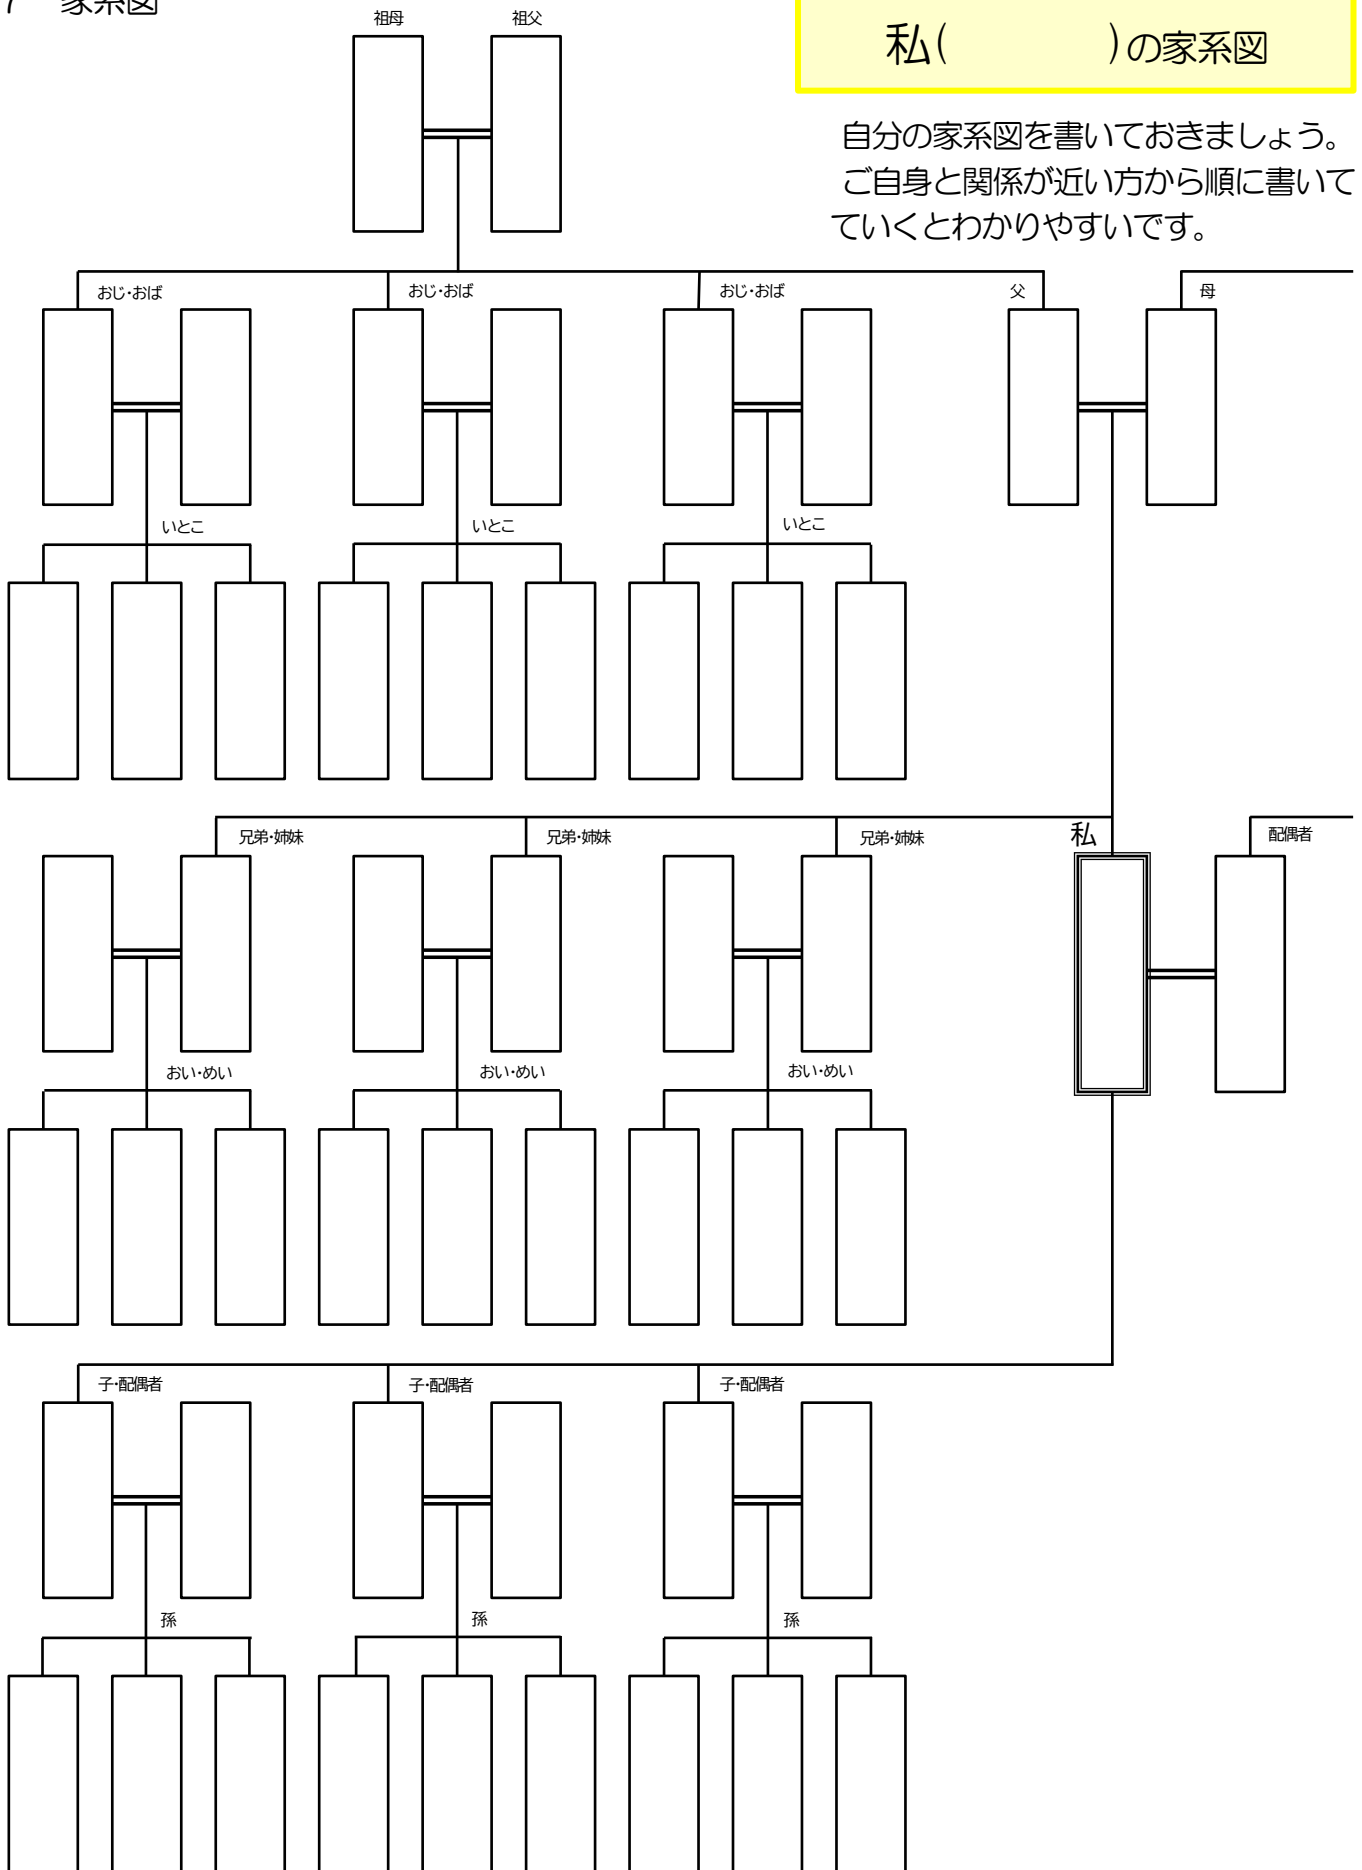 7 家系図
祖母
祖父
私(　　　　)の家系図
自分の家系図を書いておきましょう。
ご自身と関係が近い方から順に書いて
ていくとわかりやすいです。
おじ・おば
おじ・おば
おじ・おば
父
母
いとこ
いとこ
いとこ
兄弟・姉妹
兄弟・姉妹
兄弟・姉妹
私
配偶者
おい・めい
おい・めい
おい・めい
子・配偶者
子・配偶者
子・配偶者
孫
孫
孫